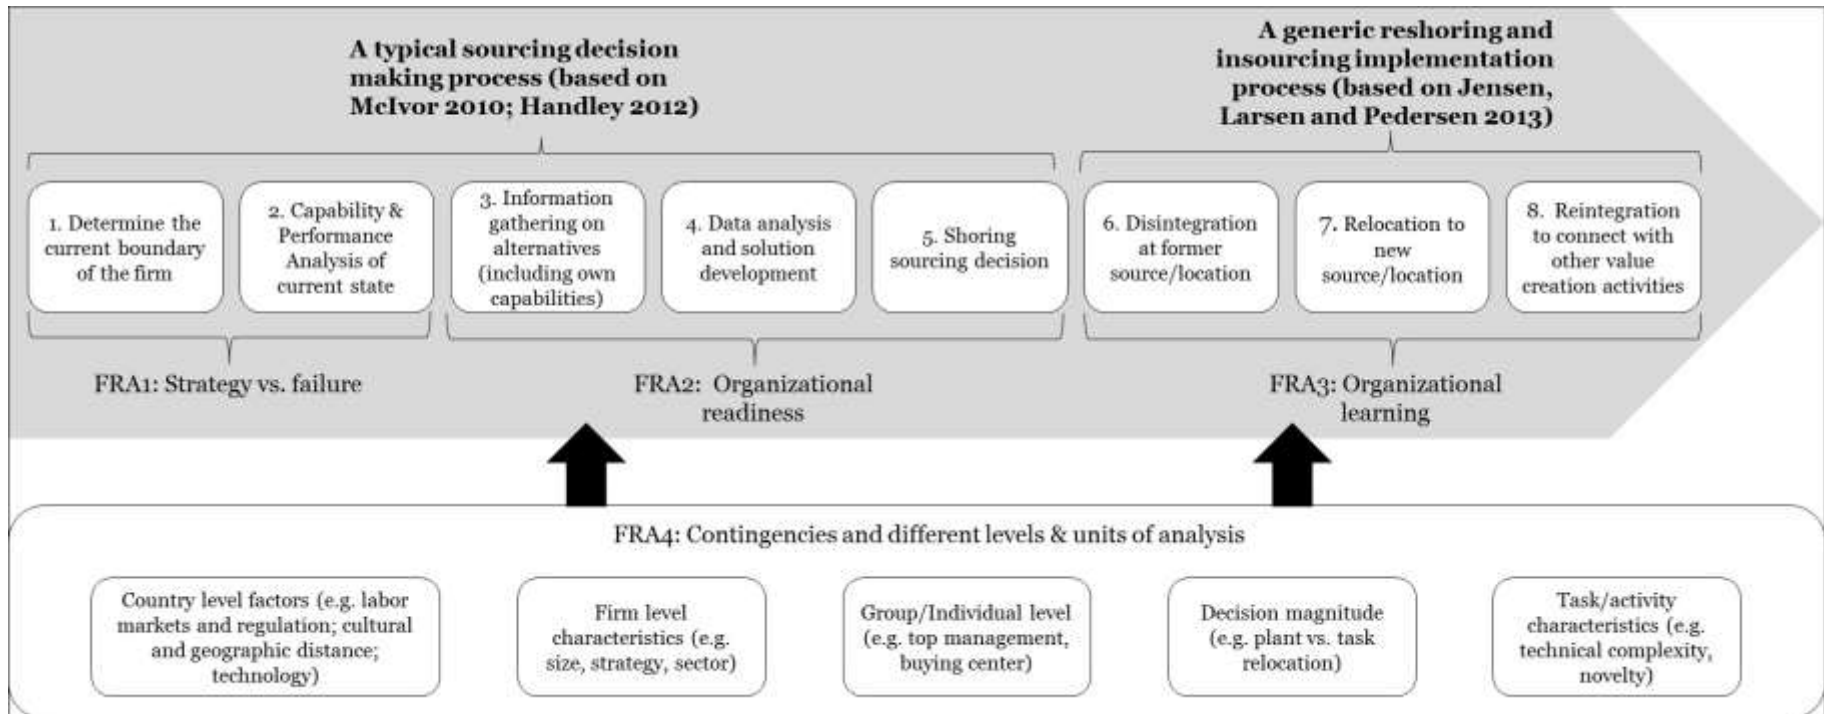 A typical sourcing decision
making process (based on
McIvor 2010; Handley 2012)
A generic reshoring and
insourcing implementation
process (based on Jensen,
Larsen and Pedersen 2013)
1. Determine the
current boundary
of the firm
2. Capability &
Performance
Analysis of
current state
3. Information
gathering on
alternatives
(including own
capabilities)
4. Data analysis
and solution
development
5. Shoring
sourcing decision
6. Disintegration
at former
source/location
7. Relocation to
new
source/location
8. Reintegration
to connect with
other value
creation activities
FRA1: Strategy vs. failure
FRA2: Organizational
readiness
FRA3: Organizational
learning
FRA4: Contingencies and different levels & units of analysis
Country level factors (e.g. labor
markets and regulation; cultural
and geographic distance;
technology)
Firm level
characteristics (e.g.
size, strategy, sector)
Group/Individual level
(e.g. top management,
buying center)
Decision magnitude
(e.g. plant vs. task
relocation)
Task/activity
characteristics (e.g.
technical complexity,
novelty)